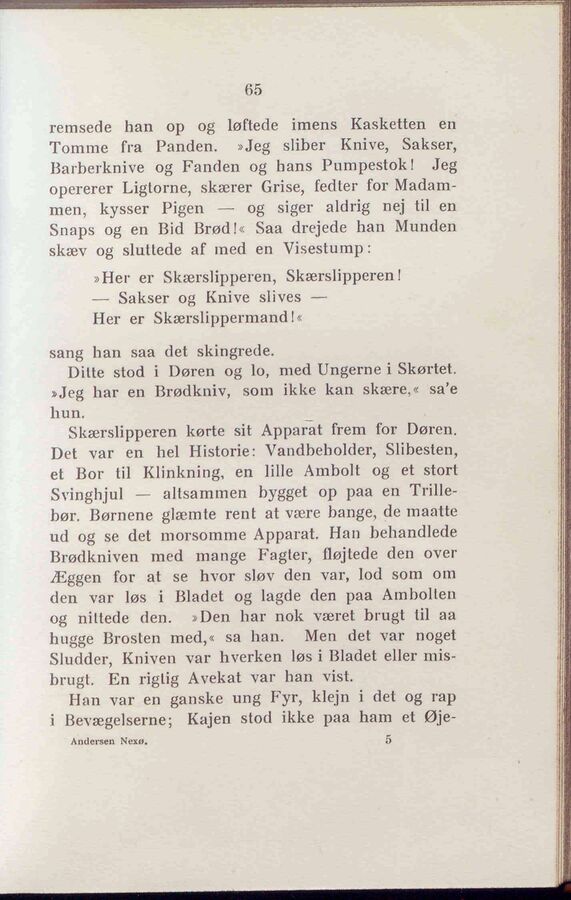 65
remsede han op og løftede imens Kasketten en
Tomme fra Panden. »Jeg sliber Knive, Sakser,
Barberknive og Fanden og hans Pumpestok! Jeg
opererer Ligtorne, skærer Grise, fedter for Madam-
men, kysser Pigen — og siger aldrig nej til en
Snaps og en Bid Brød!« Saa drejede han Munden
skæv og sluttede af med en Visestump:
»Her er Skærslipperen, Skærslipperen!
— Sakser og Knive slives —
Her er Skærslippermand!«
sang han saa det skingrede.
Ditte stod i Døren og lo, med Ungerne i Skørtet.
»Jeg har en Brødkniv, som ikke kan skære,« sa'e
hun.
Skærslipperen kørte sit Apparat frem for Døren.
Det var en hel Historie: Vandbeholder, Slibesten,
et Bor til Klinkning, en lille Ambolt og et stort
Svinghjul — altsammen bygget op paa en Trille-
bør. Børnene glæmte rent at være bange, de maatte
ud og se det morsomme Apparat. Han behandlede
Brødkniven med mange Fagter, fløjtede den over
Æggen for at se hvor sløv den var, lod som om
den var løs i Bladet og lagde den paa Ambolten
og nittede den. »Den har nok været brugt til aa
hugge Brosten med,« sa han. Men det var noget
Sludder, Kniven var hverken løs i Bladet eller mis-
brugt. En rigtig Avekat var han vist.
Han var en ganske ung Fyr, klejn i det og rap
i Bevægelserne; Kajen stod ikke paa ham et Øje-
Andersen Nexø. 5